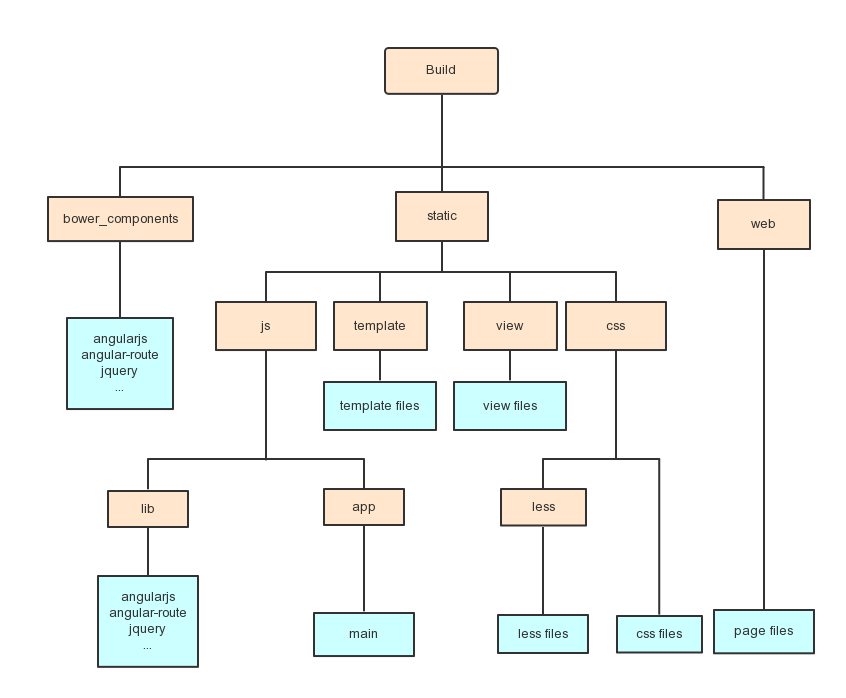 Build
bower_components
static
web
angularjs
angular-route
jquery
...
js
template
view
css
template files
view files
lib
app
less
angularjs
angular-route
jquery
...
main
less files
css files
page files